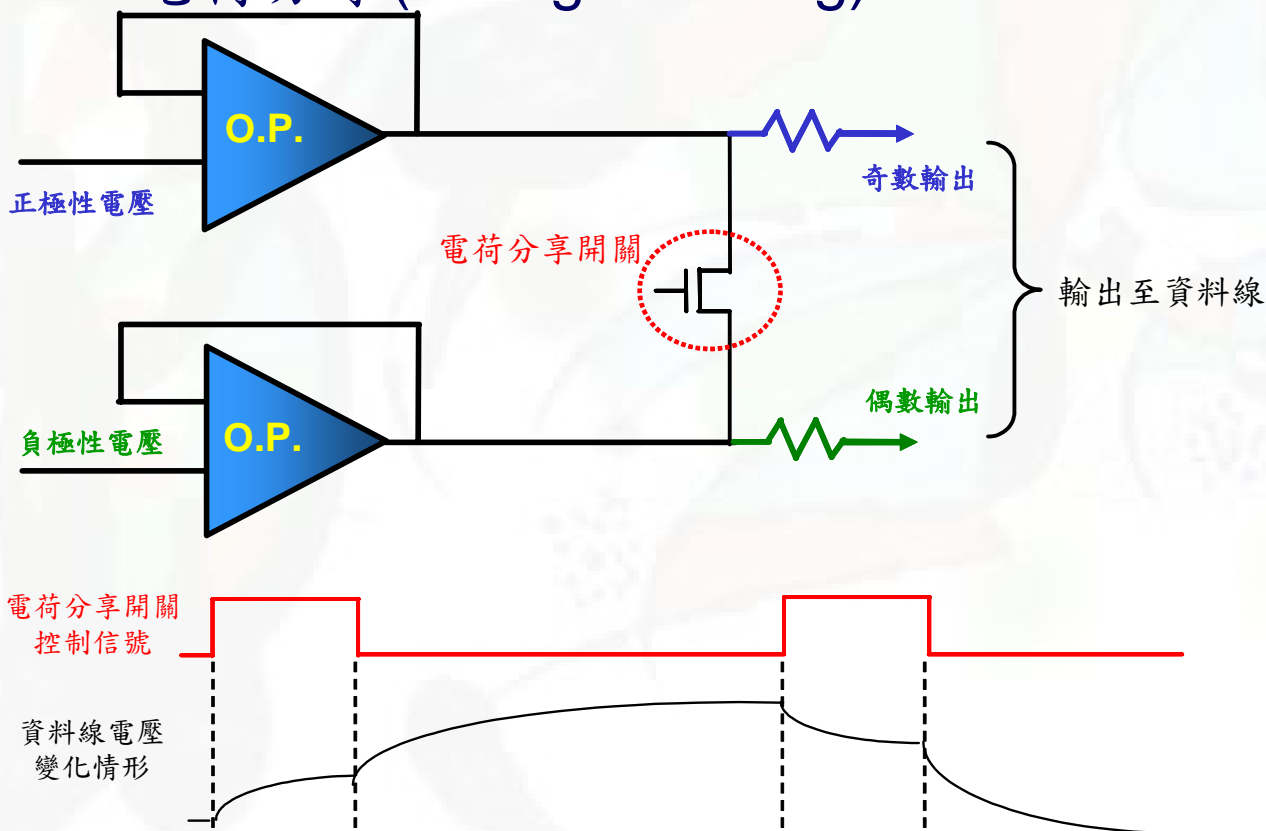 O.P.
正極性電壓
奇數輸出
電荷分享開關
輸出至資料線
偶數輸出
O.P.
負極性電壓
電荷分享開關
控制信號
資料線電壓
變化情形